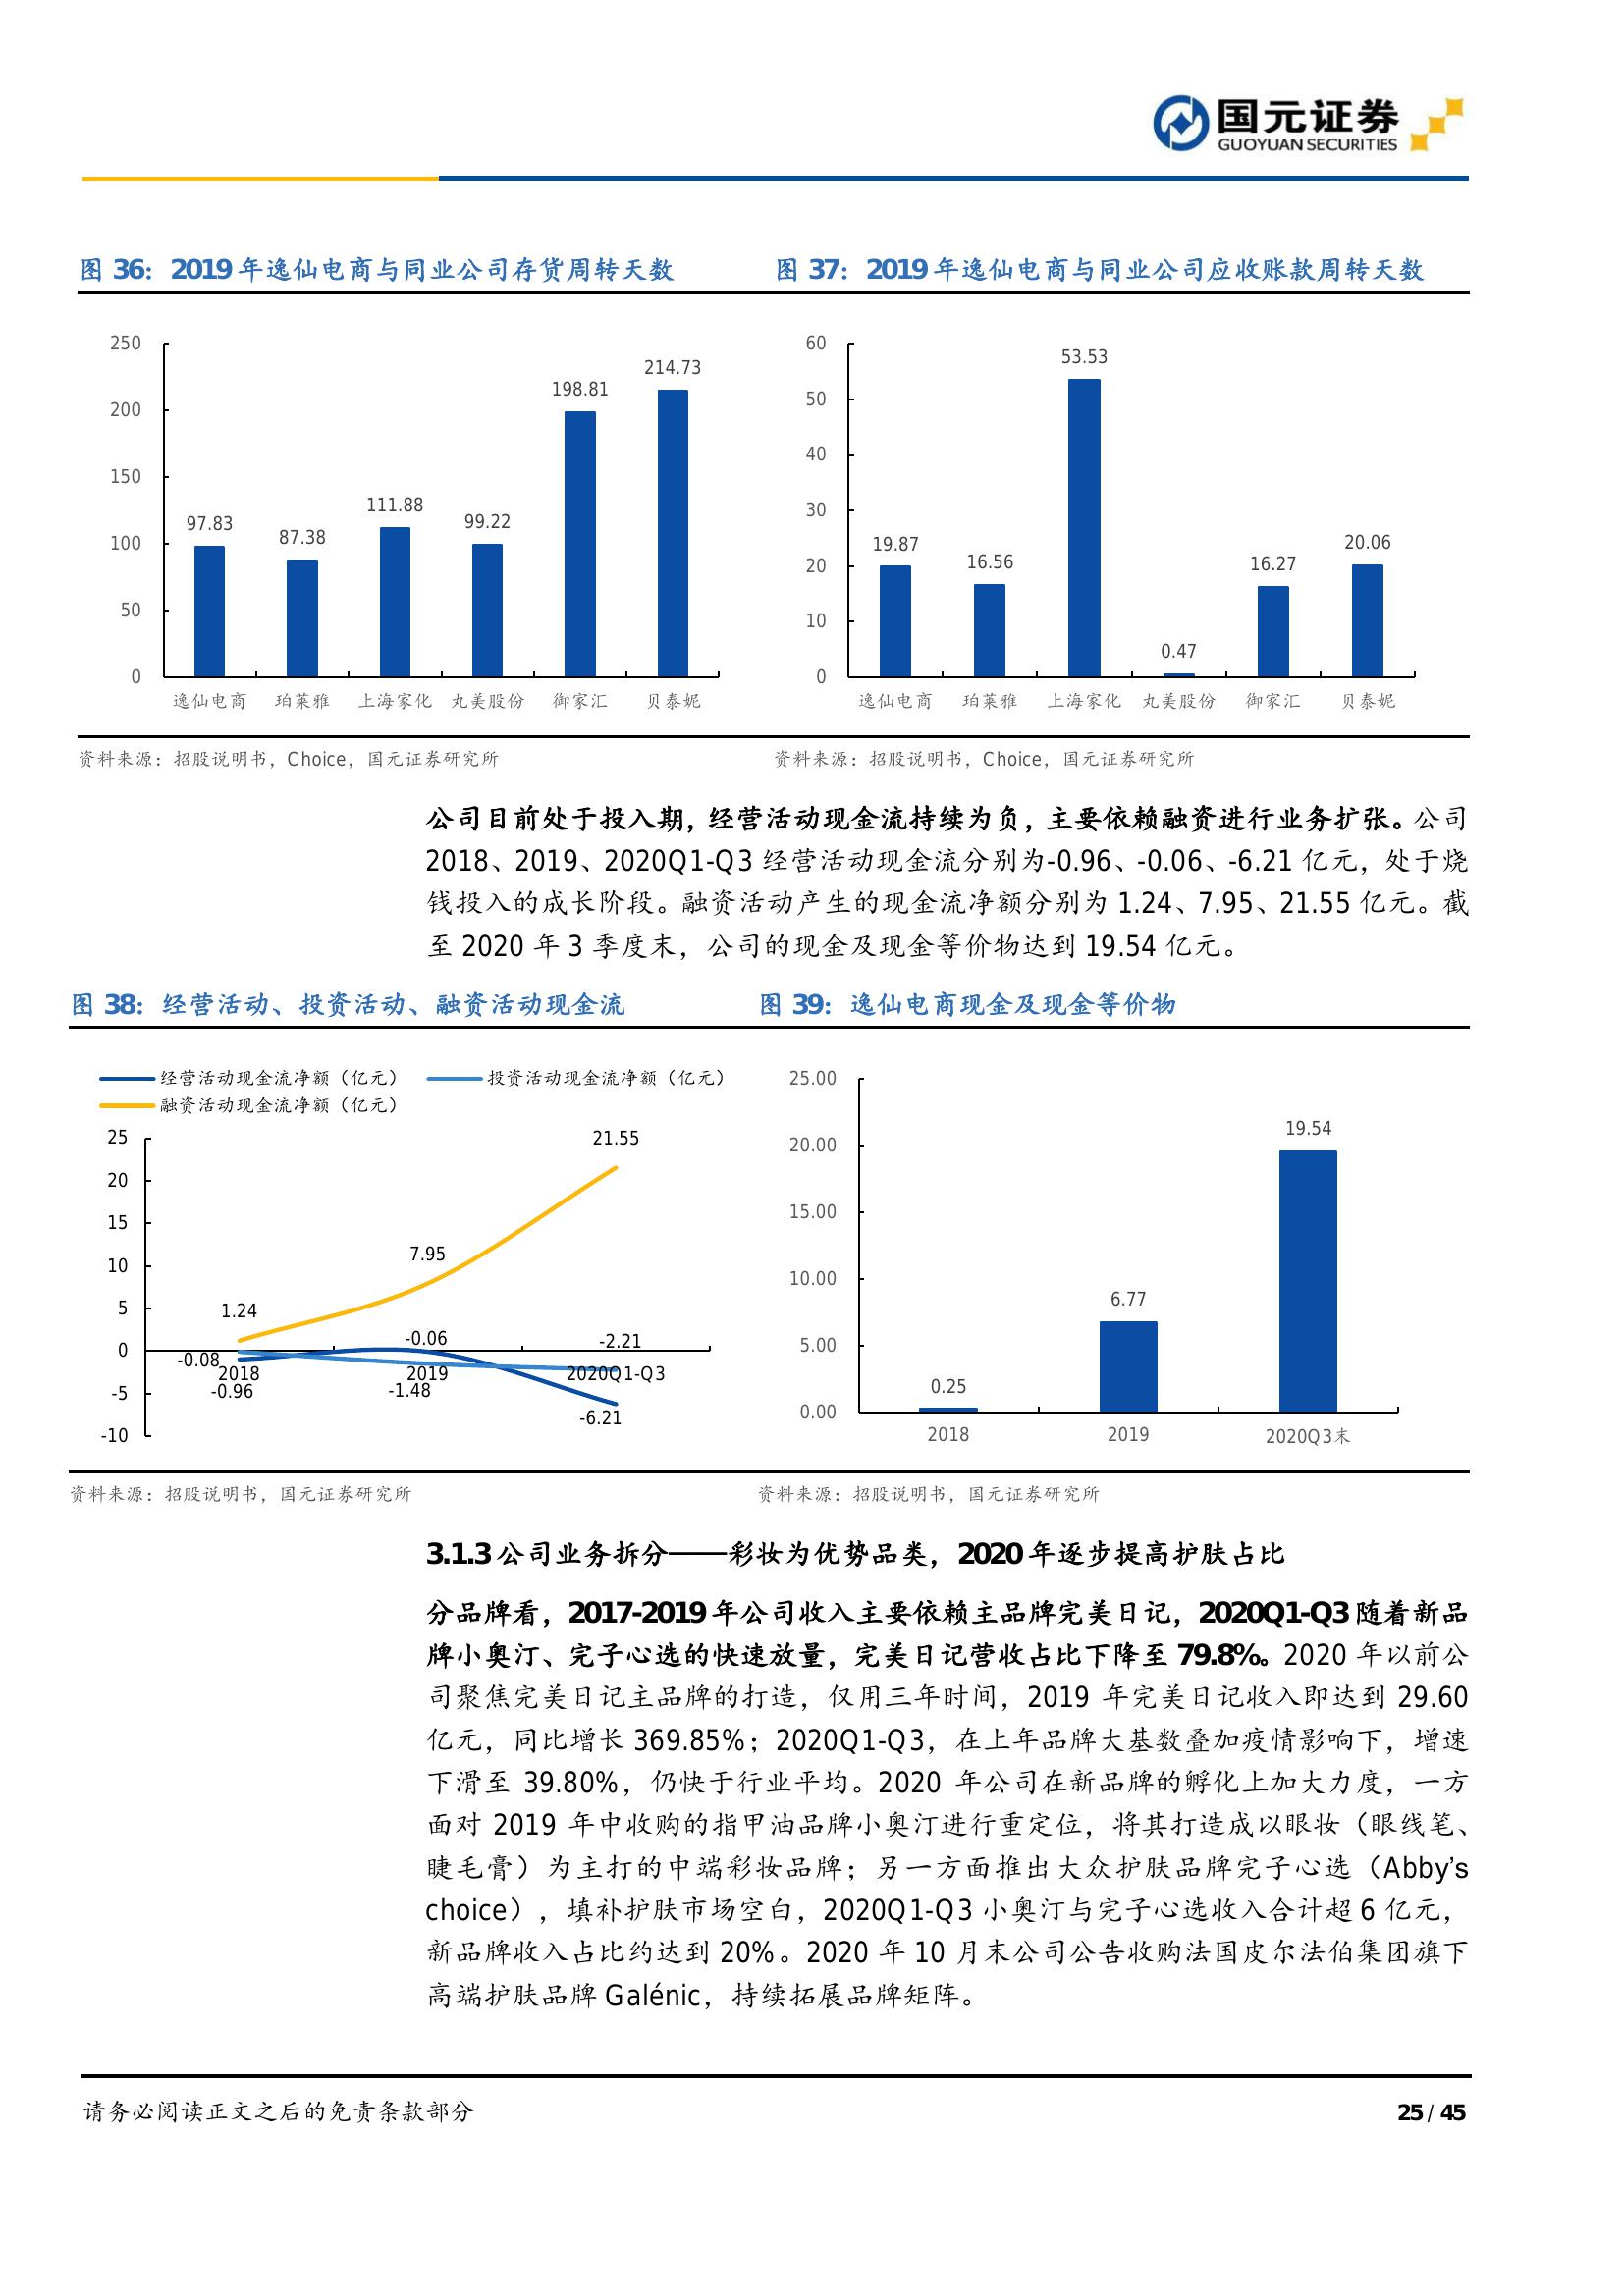 国元证券
GUOYUAN SECURITIES
图 36：2019 年逸仙电商与同业公司存货周转天数
250
200
150
100
50
0
97.83
87.38
111.88
99.22
198.81
214.73
逸仙电商 珀莱雅 上海家化 丸美股份 御家汇 贝泰妮
资料来源：招股说明书，Choice，国元证券研究所
图 37：2019 年逸仙电商与同业公司应收账款周转天数
60
50
40
30
20
10
0
19.87
16.56
53.53
0.47
16.27
20.06
逸仙电商 珀莱雅 上海家化 丸美股份 御家汇 贝泰妮
资料来源：招股说明书，Choice，国元证券研究所
公司目前处于投入期，经营活动现金流持续为负，主要依赖融资进行业务扩张。公司
2018、2019、2020Q1-Q3 经营活动现金流分别为-0.96、-0.06、-6.21 亿元，处于烧
钱投入的成长阶段。融资活动产生的现金流净额分别为 1.24、7.95、21.55 亿元。截
至 2020 年 3 季度末，公司的现金及现金等价物达到 19.54 亿元。
图 38：经营活动、投资活动、融资活动现金流
经营活动现金流净额（亿元） 投资活动现金流净额（亿元）
融资活动现金流净额（亿元）
25
20
15
10
5
0
-5
-10
21.55
7.95
1.24
-0.06
-2.21
-0.08
2018 2019 2020Q1-Q3
-0.96
-1.48
-6.21
资料来源：招股说明书，国元证券研究所
图 39：逸仙电商现金及现金等价物
25.00
20.00
15.00
10.00
5.00
0.00
0.25
6.77
19.54
2018 2019 2020Q3末
资料来源：招股说明书，国元证券研究所
3.1.3 公司业务拆分——彩妆为优势品类，2020 年逐步提高护肤占比
分品牌看，2017-2019 年公司收入主要依赖主品牌完美日记，2020Q1-Q3 随着新品
牌小奥汀、完子心选的快速放量，完美日记营收占比下降至 79.8%。2020 年以前公
司聚焦完美日记主品牌的打造，仅用三年时间，2019 年完美日记收入即达到 29.60
亿元，同比增长 369.85%；2020Q1-Q3，在上年品牌大基数叠加疫情影响下，增速
下滑至 39.80%，仍快于行业平均。2020 年公司在新品牌的孵化上加大力度，一方
面对 2019 年中收购的指甲油品牌小奥汀进行重定位，将其打造成以眼妆（眼线笔、
睫毛膏）为主打的中端彩妆品牌；另一方面推出大众护肤品牌完子心选（Abby’s
choice），填补护肤市场空白，2020Q1-Q3 小奥汀与完子心选收入合计超 6 亿元，
新品牌收入占比约达到 20%。2020 年 10 月末公司公告收购法国皮尔法伯集团旗下
高端护肤品牌 Galénic，持续拓展品牌矩阵。
请务必阅读正文之后的免责条款部分
25 / 45